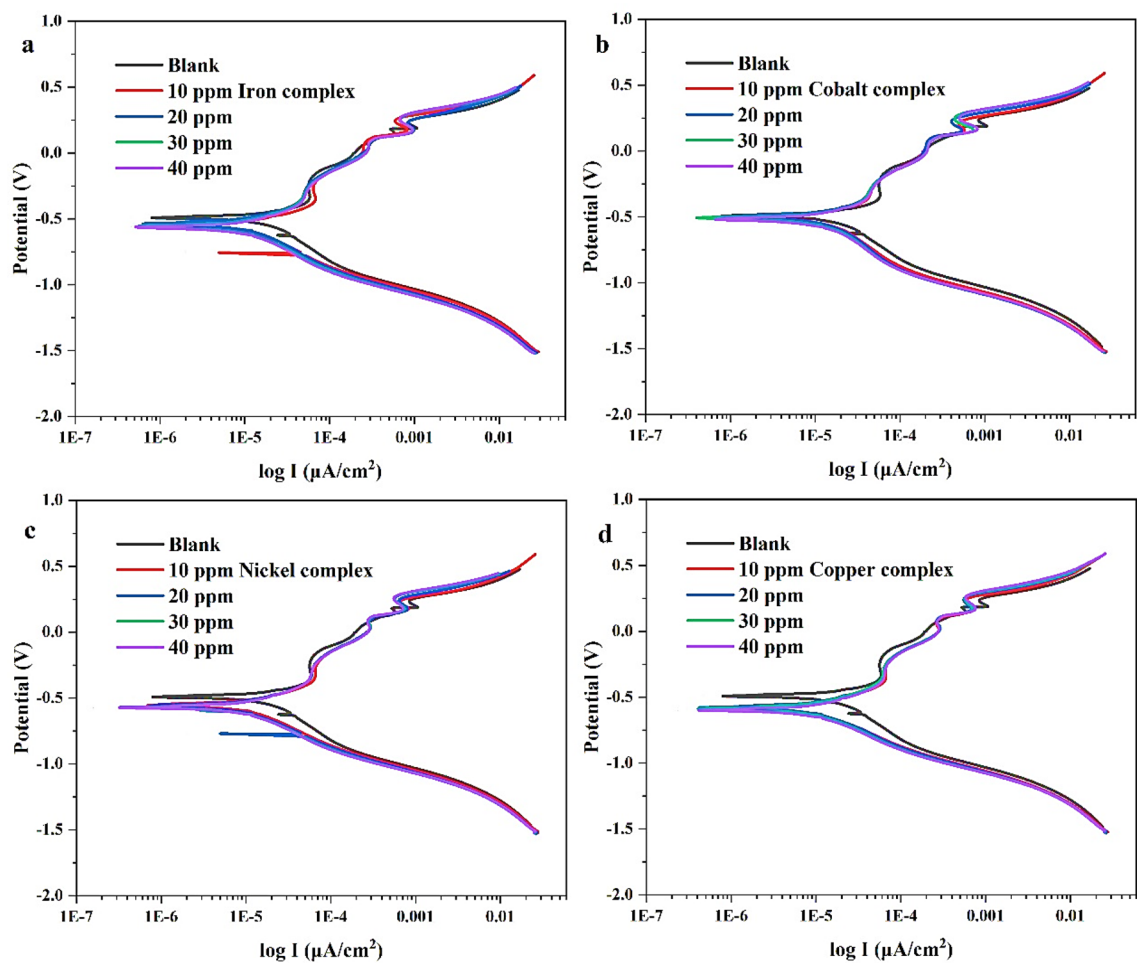 a
Blank
10 ppm Iron complex
20 ppm
30 ppm
40 ppm
1.0
0.5
0.0
-0.5
-1.0
-1.5
-2.0
Potential (V)
1E-7 1E-6 1E-5 1E-4 0.001 0.01
log I (µA/cm²)
b
Blank
10 ppm Cobalt complex
20 ppm
30 ppm
40 ppm
1.0
0.5
0.0
-0.5
-1.0
-1.5
-2.0
Potential (V)
1E-7 1E-6 1E-5 1E-4 0.001 0.01
log I (µA/cm²)
c
Blank
10 ppm Nickel complex
20 ppm
30 ppm
40 ppm
1.0
0.5
0.0
-0.5
-1.0
-1.5
-2.0
Potential (V)
1E-7 1E-6 1E-5 1E-4 0.001 0.01
log I (µA/cm²)
d
Blank
10 ppm Copper complex
20 ppm
30 ppm
40 ppm
1.0
0.5
0.0
-0.5
-1.0
-1.5
-2.0
Potential (V)
1E-7 1E-6 1E-5 1E-4 0.001 0.01
log I (µA/cm²)